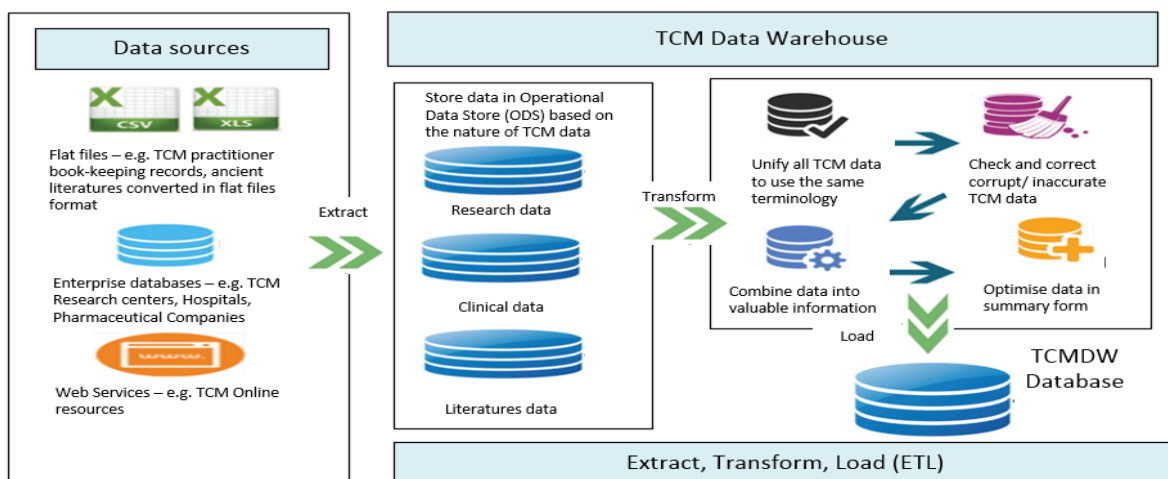 Data sources
CSV
XLS
Flat files – e.g. TCM practitioner
book-keeping records, ancient
literatures converted in flat files
format
Enterprise databases – e.g. TCM
Research centers, Hospitals,
Pharmaceutical Companies
www.
Web Services – e.g. TCM Online
resources
Extract
TCM Data Warehouse
Store data in Operational
Data Store (ODS) based on
the nature of TCM data
Research data
Clinical data
Literatures data
Transform
Unify all TCM data
to use the same
terminology
Check and correct
corrupt/ inaccurate
TCM data
Combine data into
valuable information
Optimise data in
summary form
Load
TCMDW
Database
Extract, Transform, Load (ETL)